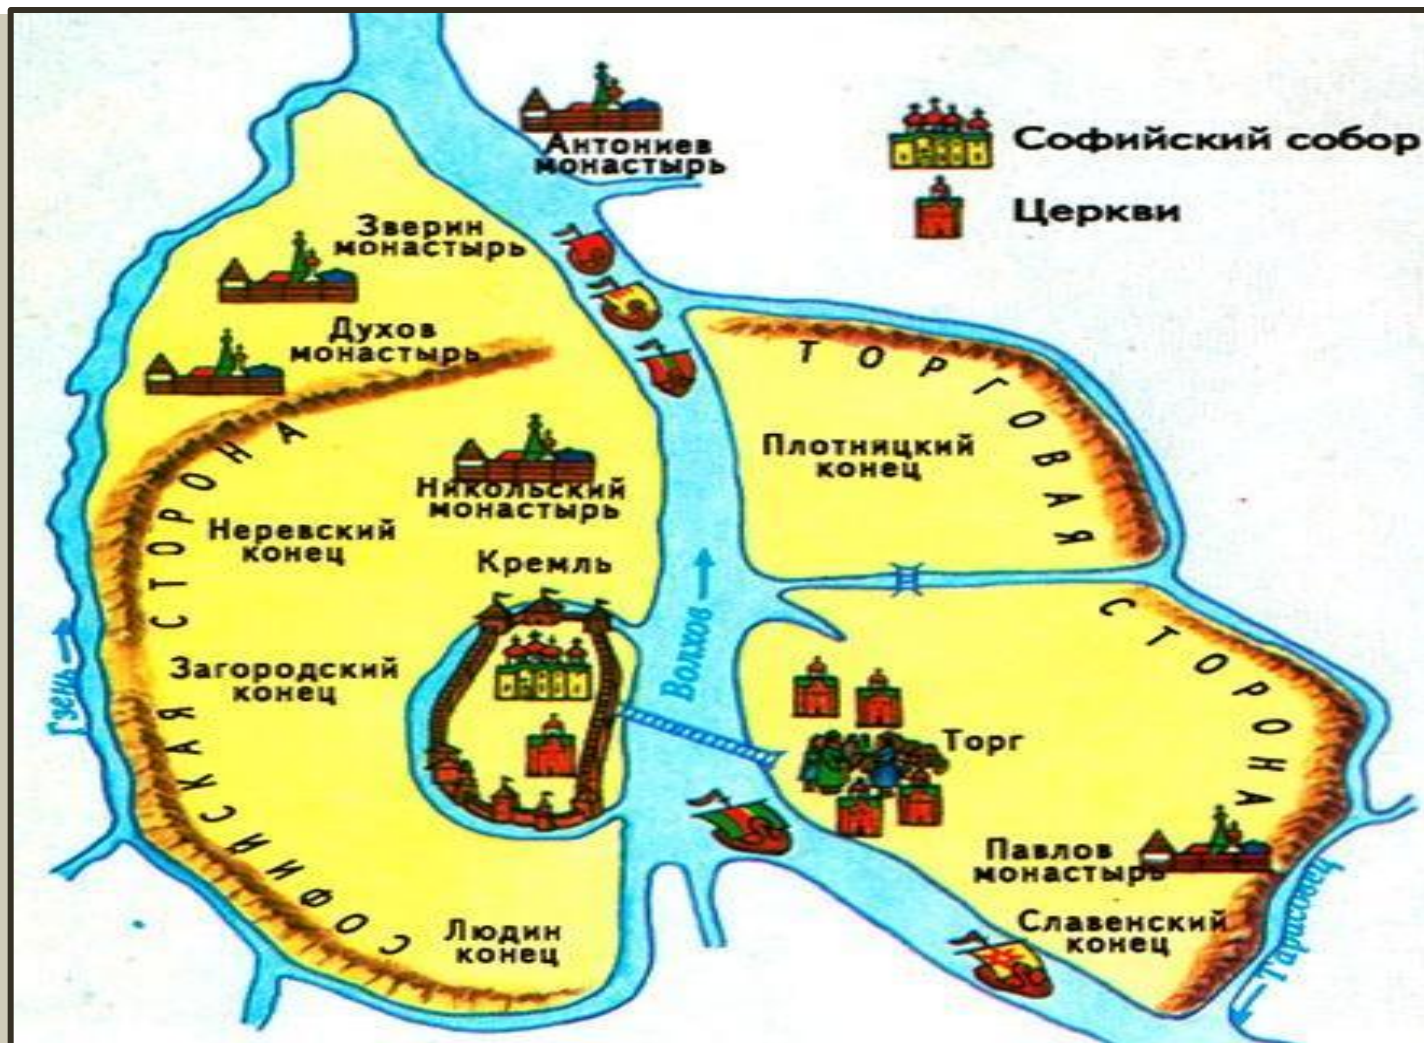 Антониев
монастырь
Софийский собор
Церкви
Зверин
монастырь
Духов
монастырь
ТОРГОВАЯ
СТОРОНА
Плотницкий
конец
Никольский
монастырь
Неревский
конец
Кремль
Загородский
конец
СОФИЙСКАЯ СТОРОНА
Гзень
Волхов
Торг
Павлов
монастырь
Славенский
конец
Людин
конец
Тарасовец